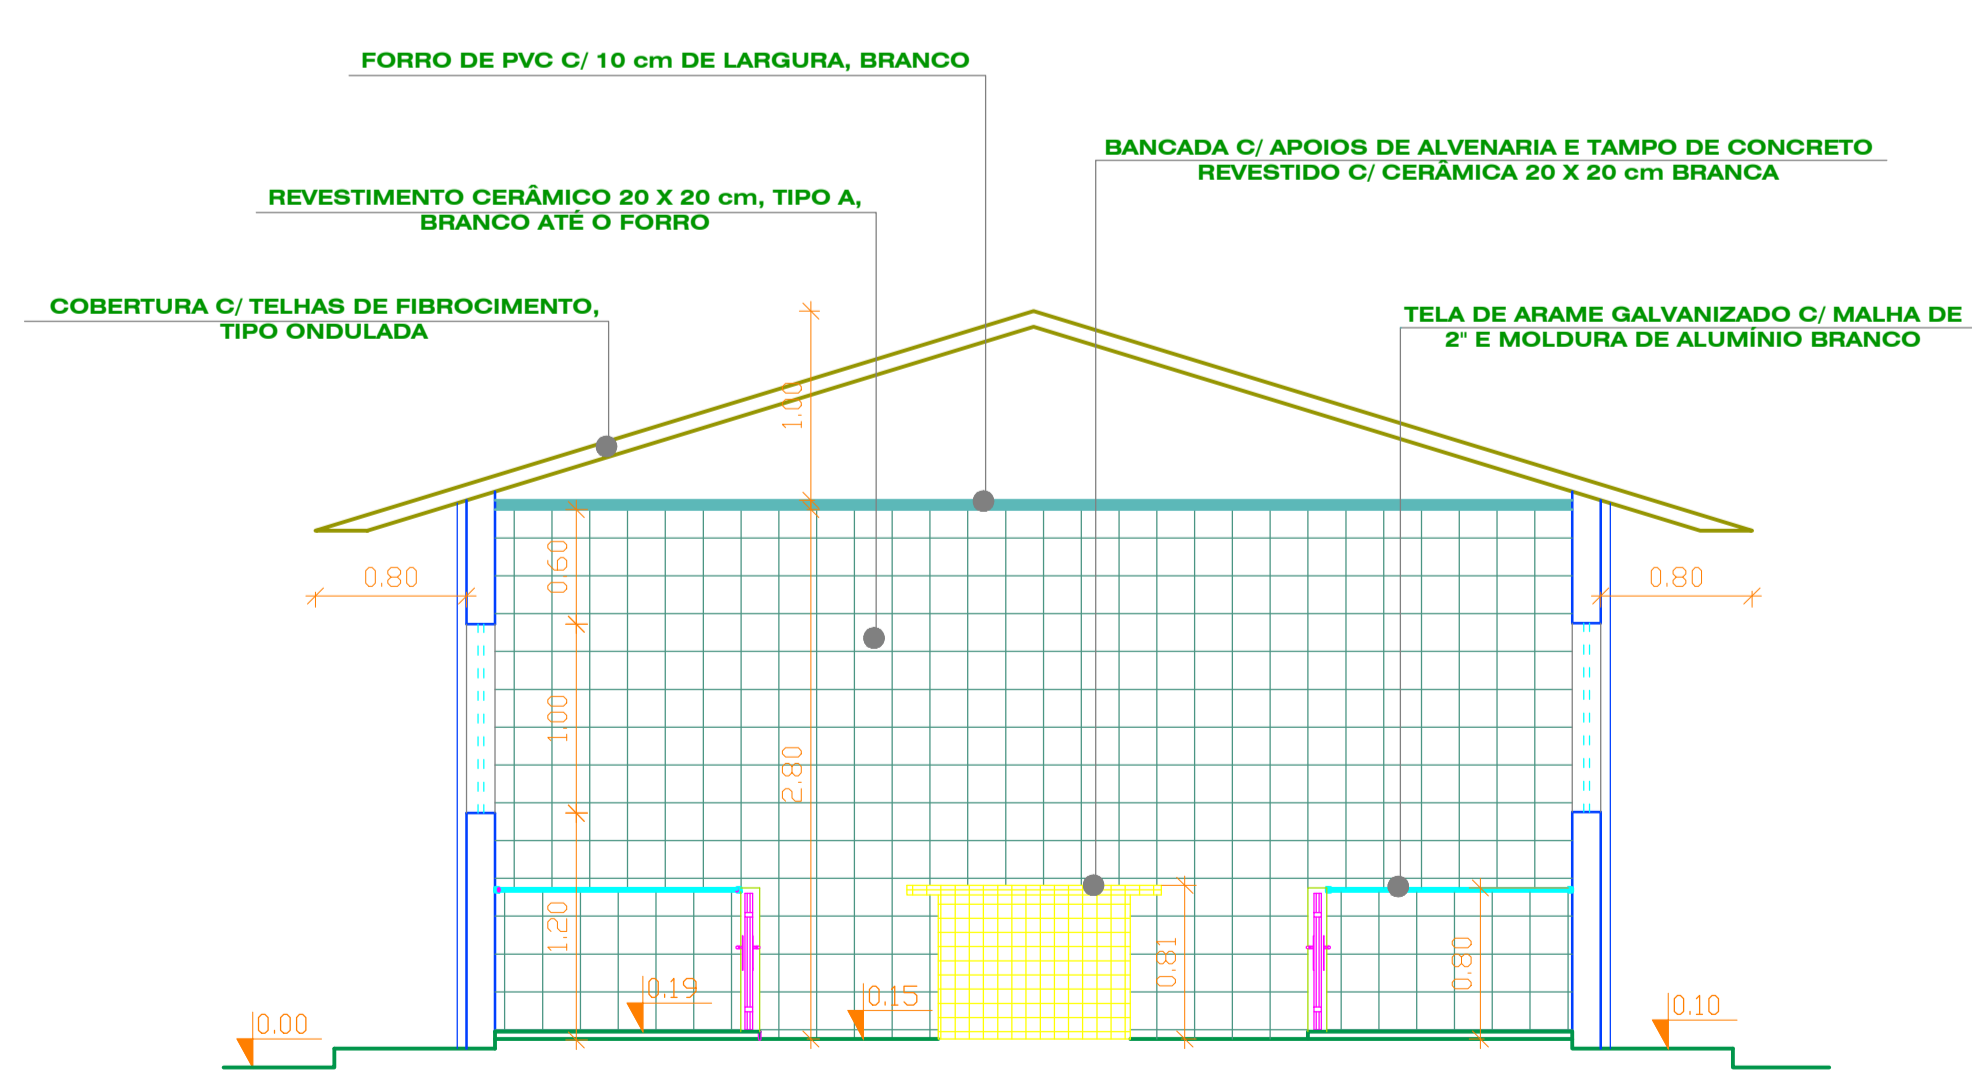 FORRO DE PVC C/ 10 cm DE LARGURA, BRANCO
BANCADA C/ APOIOS DE ALVENARIA E TAMPO DE CONCRETO
REVESTIDO C/ CERÂMICA 20 X 20 cm BRANCA
REVESTIMENTO CERÂMICO 20 X 20 cm, TIPO A,
BRANCO ATÉ O FORRO
COBERTURA C/ TELHAS DE FIBROCIMENTO,
TIPO ONDULADA
TELA DE ARAME GALVANIZADO C/ MALHA DE
2" E MOLDURA DE ALUMÍNIO BRANCO
1.00
0.80
0.60
0.80
1.00
2.80
1.20
0.81
0.80
0.19
0.15
0.00
0.10